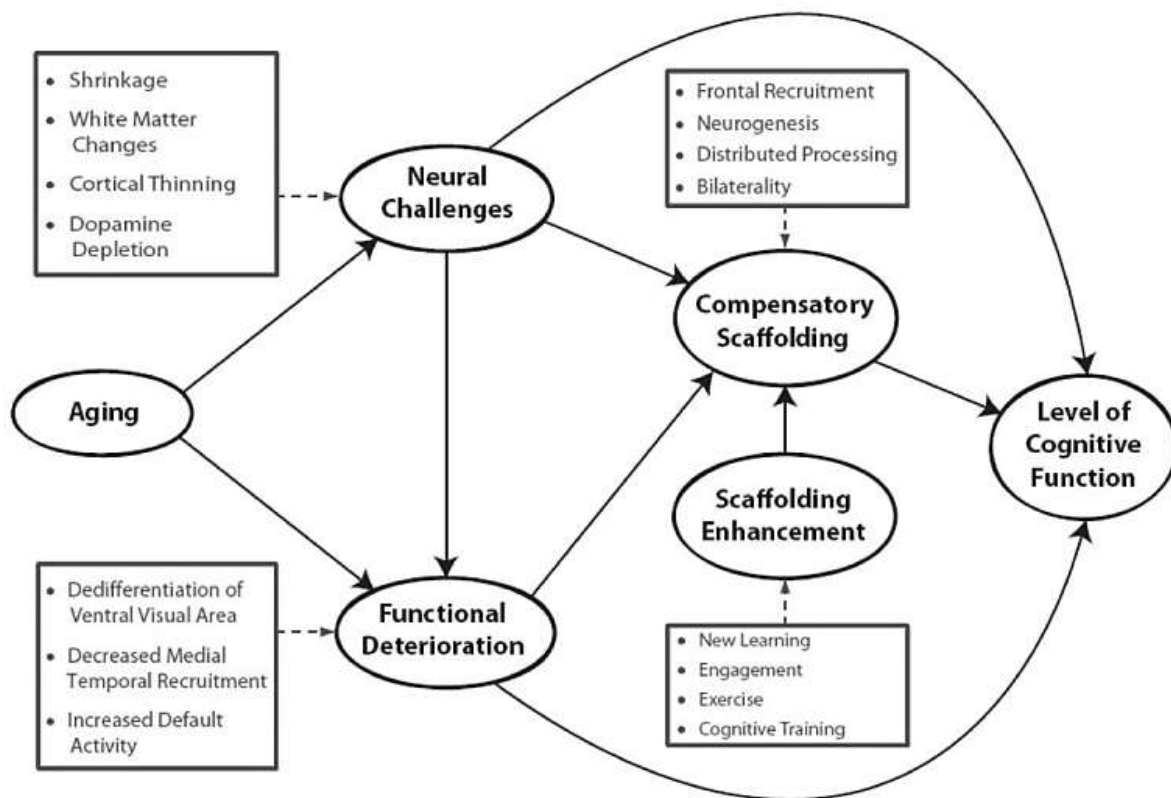 • Shrinkage
• White Matter
Changes
• Cortical Thinning
• Dopamine
Depletion
Neural
Challenges
• Frontal Recruitment
• Neurogenesis
• Distributed Processing
• Bilaterality
Compensatory
Scaffolding
Aging
Level of
Cognitive
Function
Scaffolding
Enhancement
• Dedifferentiation of
Ventral Visual Area
• Decreased Medial
Temporal Recruitment
• Increased Default
Activity
Functional
Deterioration
• New Learning
• Engagement
• Exercise
• Cognitive Training